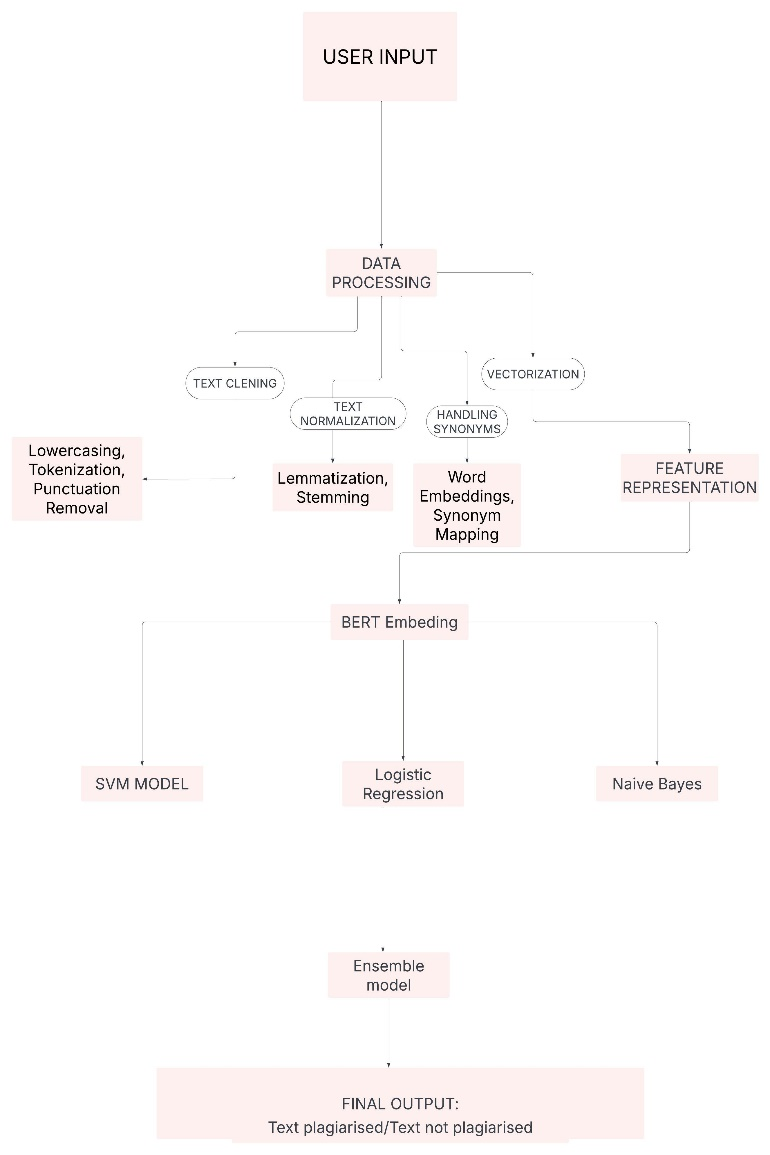 USER INPUT
DATA
PROCESSING
TEXT CLENING
TEXT
NORMALIZATION
HANDLING
SYNONYMS
VECTORIZATION
Lowercasing,
Tokenization,
Punctuation
Removal
Lemmatization,
Stemming
Word
Embeddings,
Synonym
Mapping
FEATURE
REPRESENTATION
BERT Embeding
SVM MODEL
Logistic
Regression
Naive Bayes
Ensemble
model
FINAL OUTPUT:
Text plagiarised/Text not plagiarised